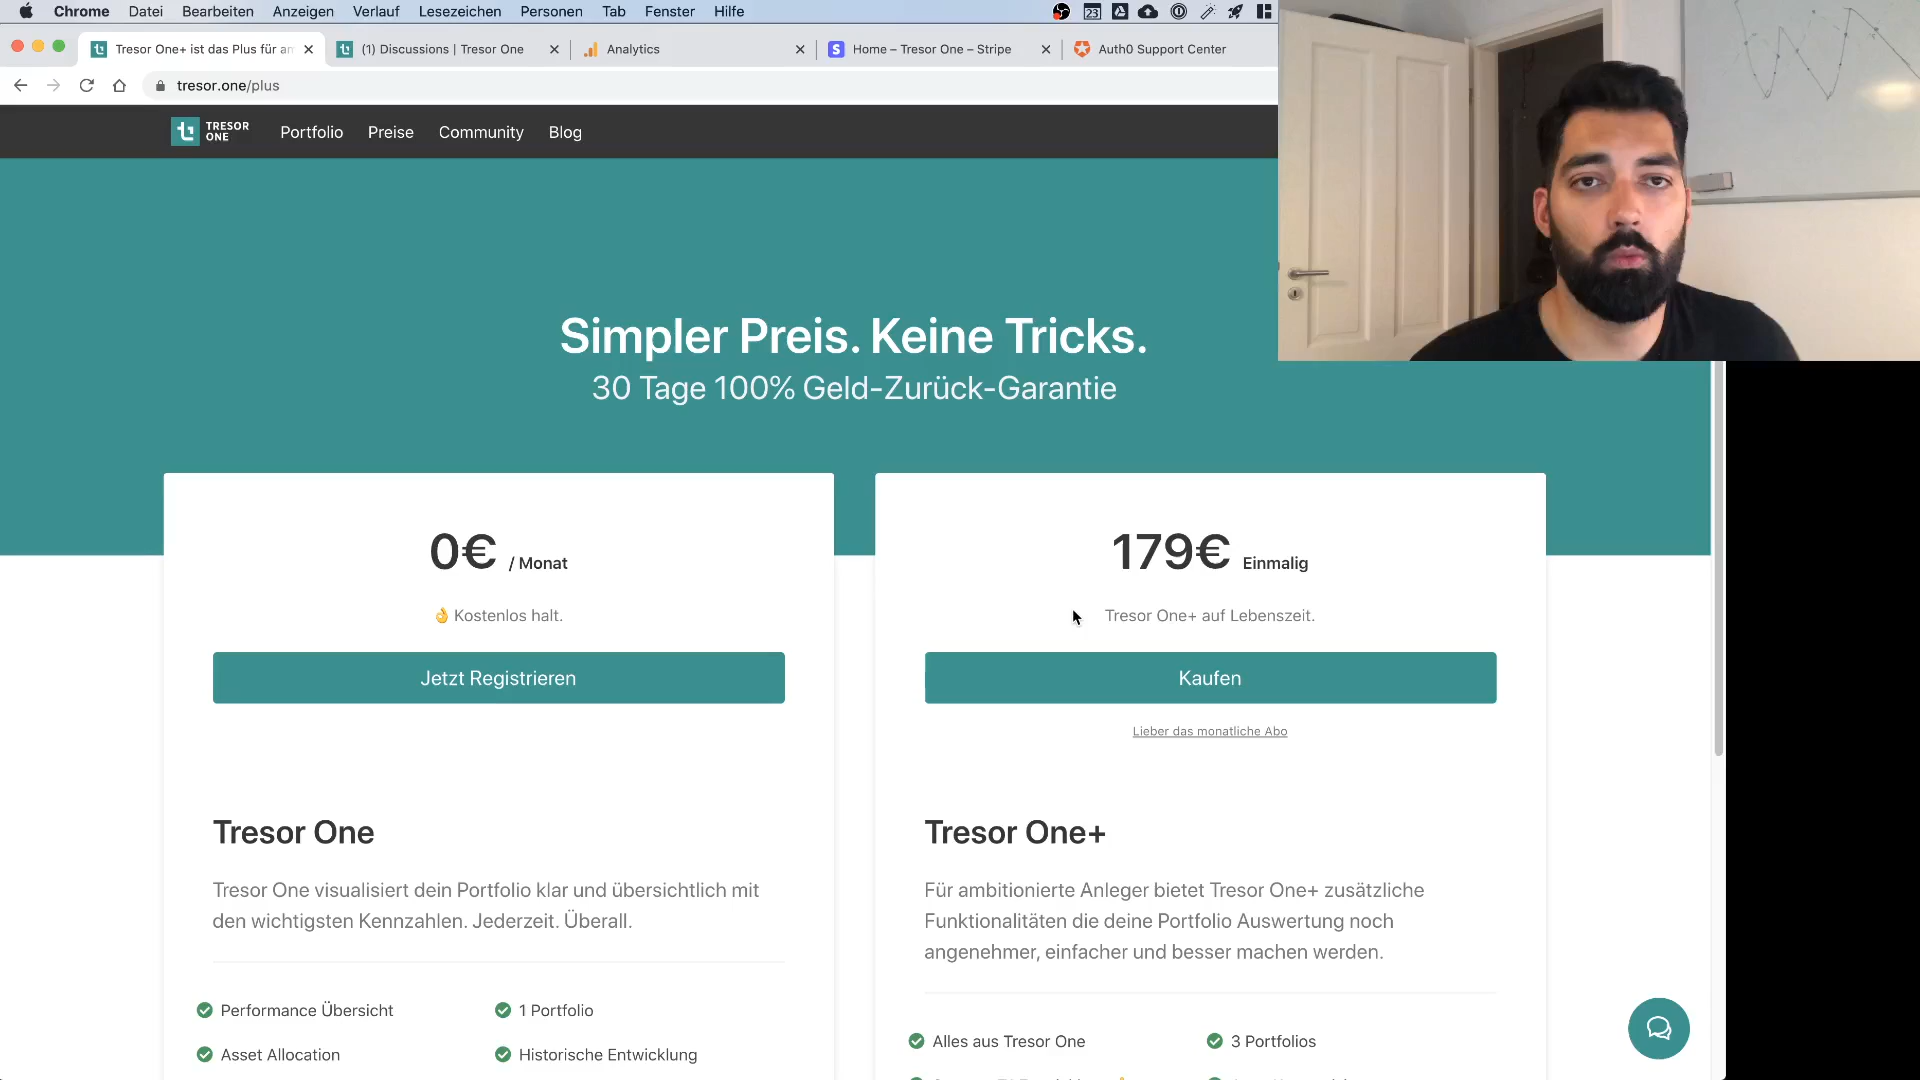 Chrome Datei Bearbeiten Anzeigen Verlauf Lesezeichen Personen Tab Fenster Hilfe
23
Tresor One+ ist das Plus für an
(1) Discussions | Tresor One
Analytics
Home – Tresor One – Stripe
Auth0 Support Center
tresor.one/plus
TRESOR
ONE
Portfolio Preise Community Blog
Simpler Preis. Keine Tricks.
30 Tage 100% Geld-Zurück-Garantie
0€ / Monat
👌 Kostenlos halt.
Jetzt Registrieren
Tresor One
Tresor One visualisiert dein Portfolio klar und übersichtlich mit
den wichtigsten Kennzahlen. Jederzeit. Überall.
Performance Übersicht
1 Portfolio
Asset Allocation
Historische Entwicklung
179€ Einmalig
Tresor One+ auf Lebenszeit.
Kaufen
Lieber das monatliche Abo
Tresor One+
Für ambitionierte Anleger bietet Tresor One+ zusätzliche
Funktionalitäten die deine Portfolio Auswertung noch
angenehmer, einfacher und besser machen werden.
Alles aus Tresor One
3 Portfolios